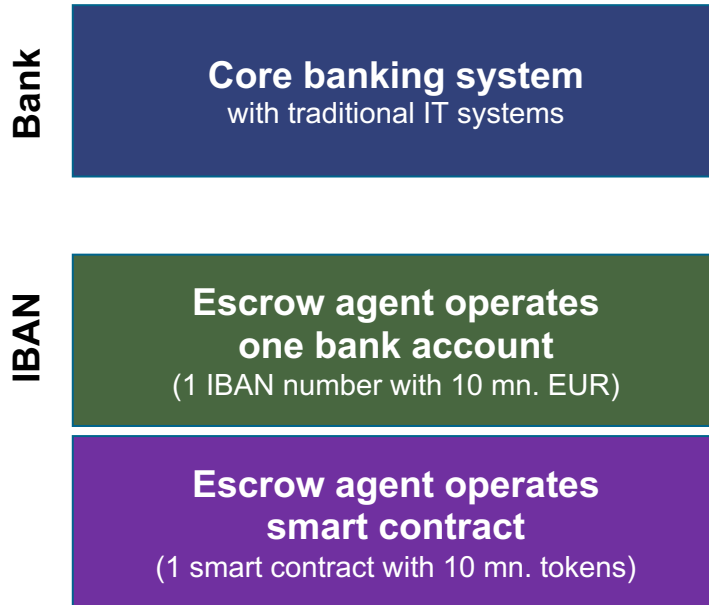 Bank
Core banking system
with traditional IT systems
IBAN
Escrow agent operates
one bank account
(1 IBAN number with 10 mn. EUR)
Escrow agent operates
smart contract
(1 smart contract with 10 mn. tokens)